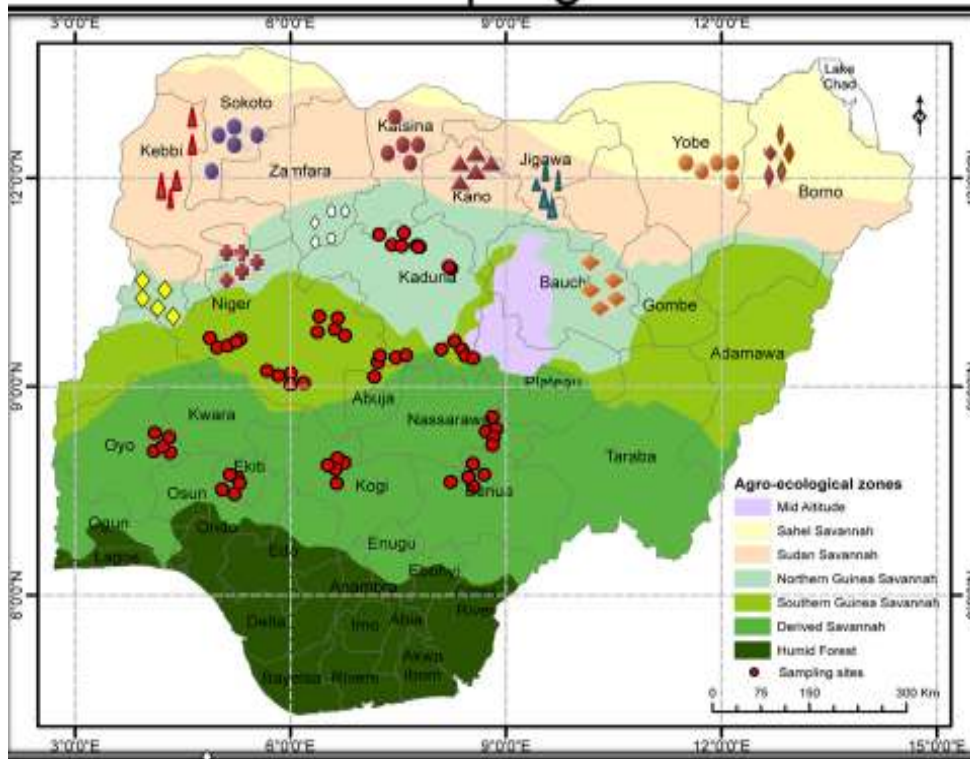 3°0'0"E 6°0'0"E 9°0'0"E 12°0'0"E
Lake
Chad
Sokoto
Katsina
Yobe
Kebbi
Jigawa
Zamfara
Kano
Borno
12°0'0"N
Kaduna
Bauch
Niger
Gombe
Adamawa
Plateau
9°0'0"N
Abuja
Kwara
Nassarawa
Oyo
Taraba
Ekiti
Kogi
Osun
Benua
Ogun
Ondo
Lagos
Edo
Enugu
Ebonyi
Anambra
6°0'0"N
River
Delta
Imo
Abia
Akwa
Ibom
Bayelsa
Rivers
Agro-ecological zones
Mid Altitude
Sahel Savannah
Sudan Savannah
Northern Guinea Savannah
Southern Guinea Savannah
Derived Savannah
Humid Forest
Sampling sites
0 75 150 300 Km
3°0'0"E 6°0'0"E 9°0'0"E 12°0'0"E 15°0'0"E